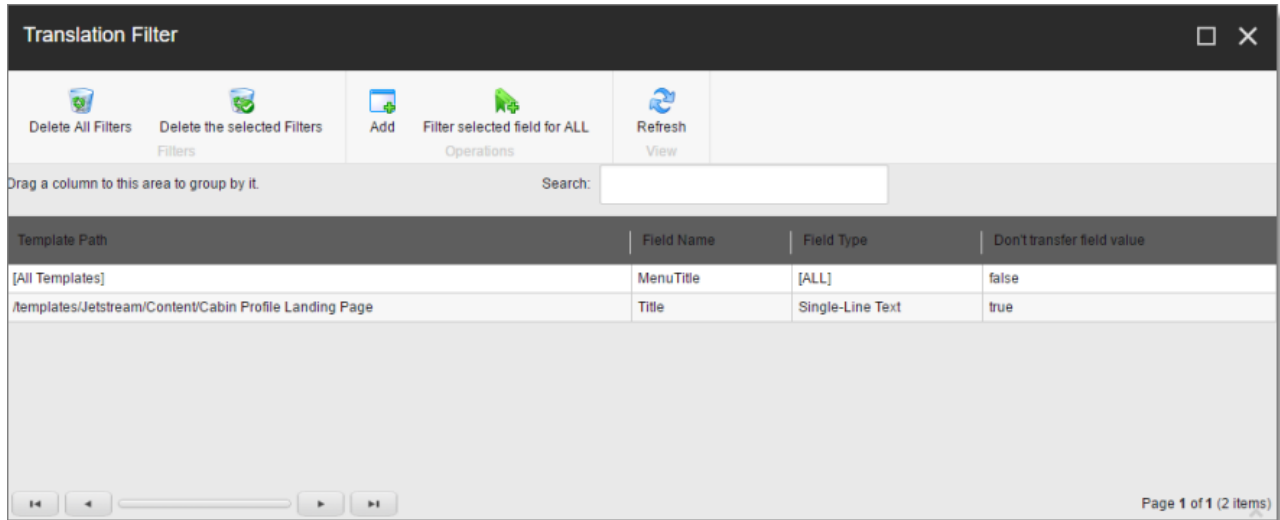 Translation Filter
Delete All Filters Delete the selected Filters Add Filter selected field for ALL Refresh
Filters Operations View
Drag a column to this area to group by it. Search:
Template Path Field Name Field Type Don't transfer field value
[All Templates] MenuTitle [ALL] false
/templates/Jetstream/Content/Cabin Profile Landing Page Title Single-Line Text true
Page 1 of 1 (2 items)